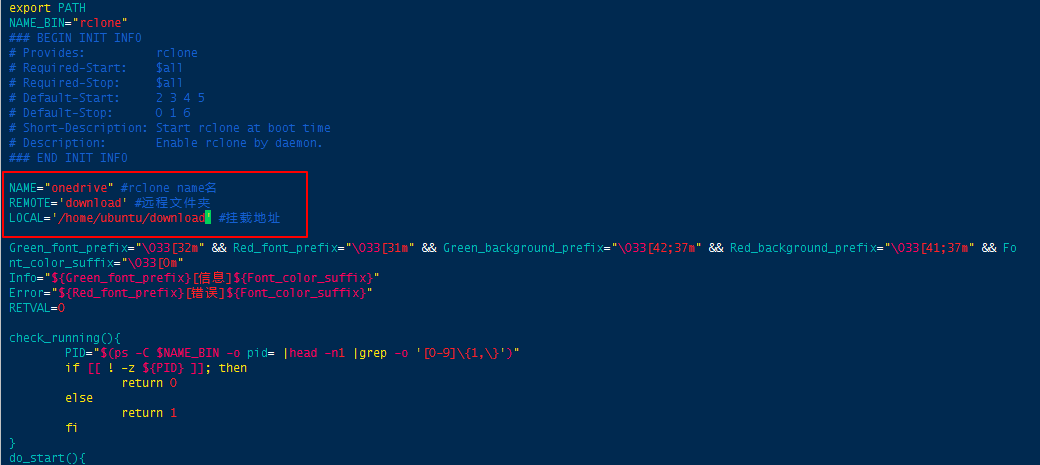 export PATH
NAME_BIN="rclone"
### BEGIN INIT INFO
# Provides:          rclone
# Required-Start:    $all
# Required-Stop:     $all
# Default-Start:     2 3 4 5
# Default-Stop:      0 1 6
# Short-Description: Start rclone at boot time
# Description:       Enable rclone by daemon.
### END INIT INFO
NAME="onedrive" #rclone name名
REMOTE='download' #远程文件夹
LOCAL='/home/ubuntu/download' #挂载地址
Green_font_prefix="\033[32m" && Red_font_prefix="\033[31m" && Green_background_prefix="\033[42;37m" && Red_background_prefix="\033[41;37m" && Fo
nt_color_suffix="\033[0m"
Info="${Green_font_prefix}[信息]${Font_color_suffix}"
Error="${Red_font_prefix}[错误]${Font_color_suffix}"
RETVAL=0
check_running(){
        PID="$(ps -C $NAME_BIN -o pid= |head -n1 |grep -o '[0-9]\{1,\}')"
        if [[ ! -z ${PID} ]]; then
                return 0
        else
                return 1
        fi
}
do_start(){